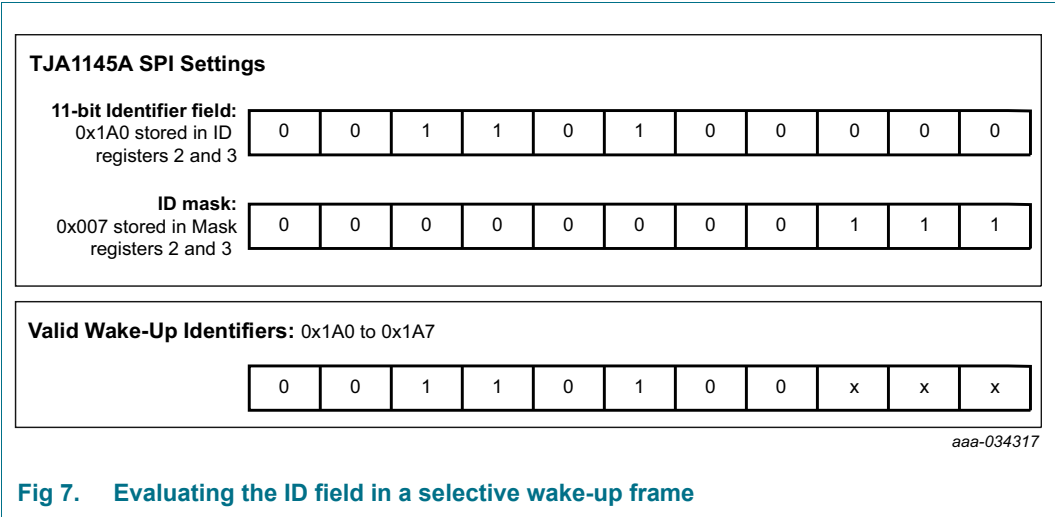 TJA1145A SPI Settings
11-bit Identifier field:
0x1A0 stored in ID
registers 2 and 3
0 0 1 1 0 1 0 0 0 0 0
ID mask:
0x007 stored in Mask
registers 2 and 3
0 0 0 0 0 0 0 0 1 1 1
Valid Wake-Up Identifiers: 0x1A0 to 0x1A7
0 0 1 1 0 1 0 0 x x x
aaa-034317
Fig 7. Evaluating the ID field in a selective wake-up frame